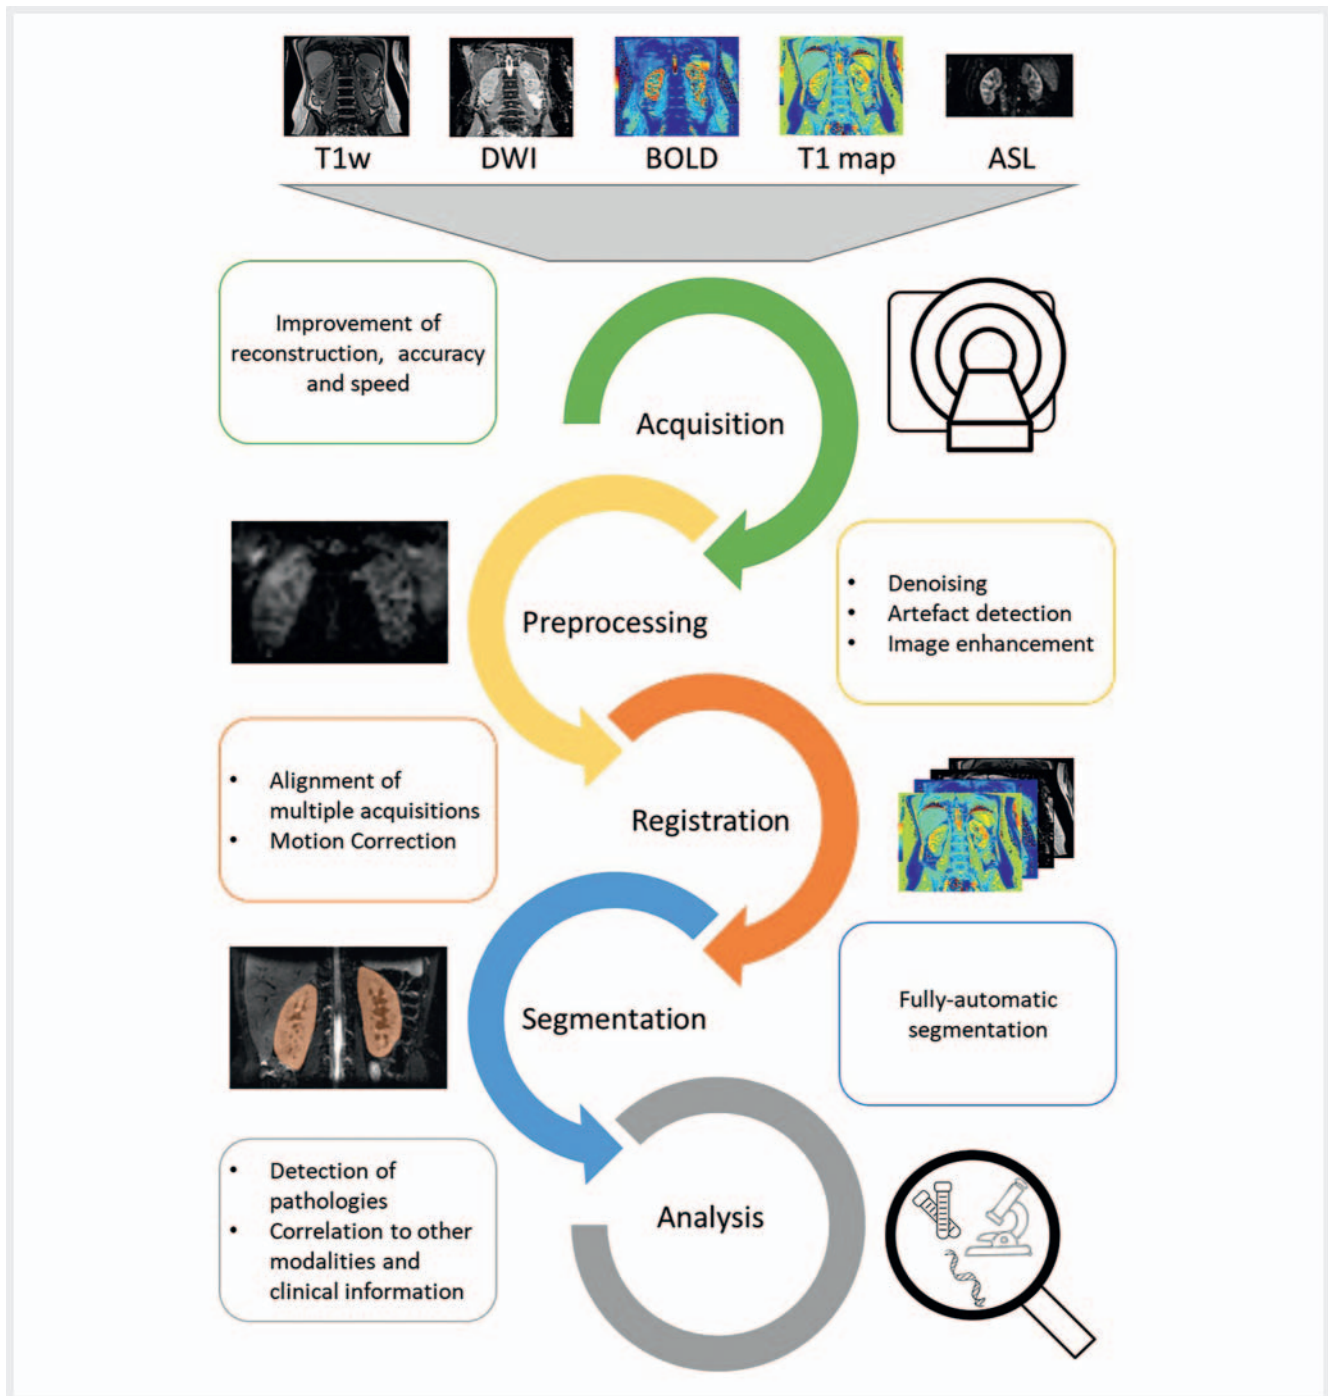 T1w
DWI
BOLD
T1 map
ASL
Improvement of
reconstruction, accuracy
and speed
Acquisition
Preprocessing
• Denoising
• Artefact detection
• Image enhancement
• Alignment of
multiple acquisitions
• Motion Correction
Registration
Segmentation
Fully-automatic
segmentation
• Detection of
pathologies
• Correlation to other
modalities and
clinical information
Analysis